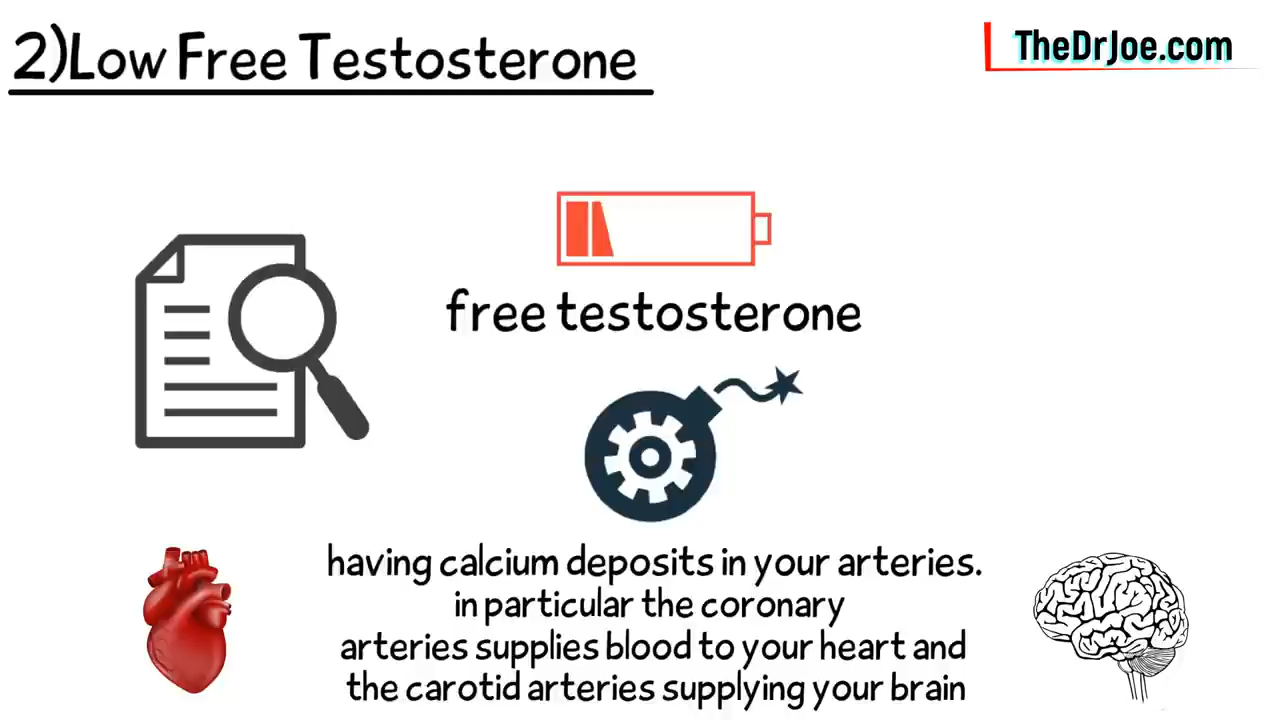 2)Low Free Testosterone
TheDrJoe.com
free testosterone
having calcium deposits in your arteries.
in particular the coronary
arteries supplies blood to your heart and
the carotid arteries supplying your brain